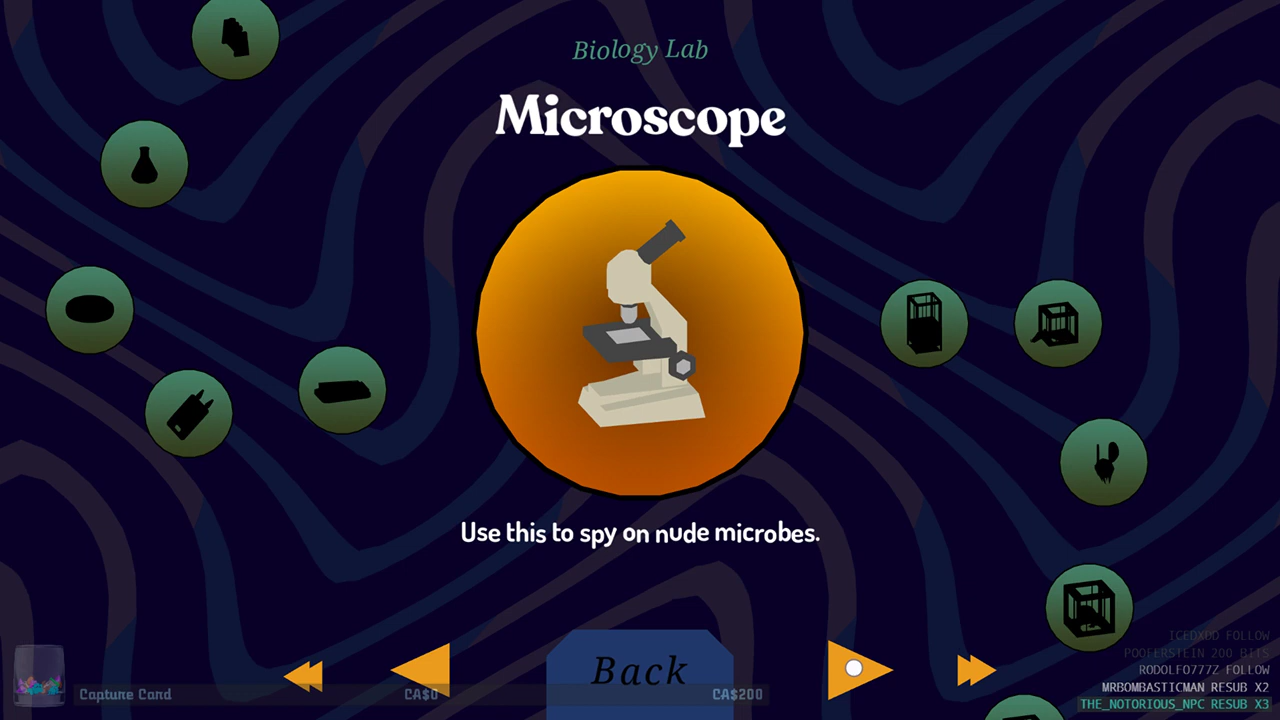 Biology Lab
Microscope
Use this to spy on nude microbes.
Back
Capture Card CA$0 CA$200
ICEDXDD FOLLOW
POOFERSTEIN 200 BITS
RODOLFO777Z FOLLOW
MRBOMBASTICMAN RESUB X2
THE_NOTORIOUS_NPC RESUB X3